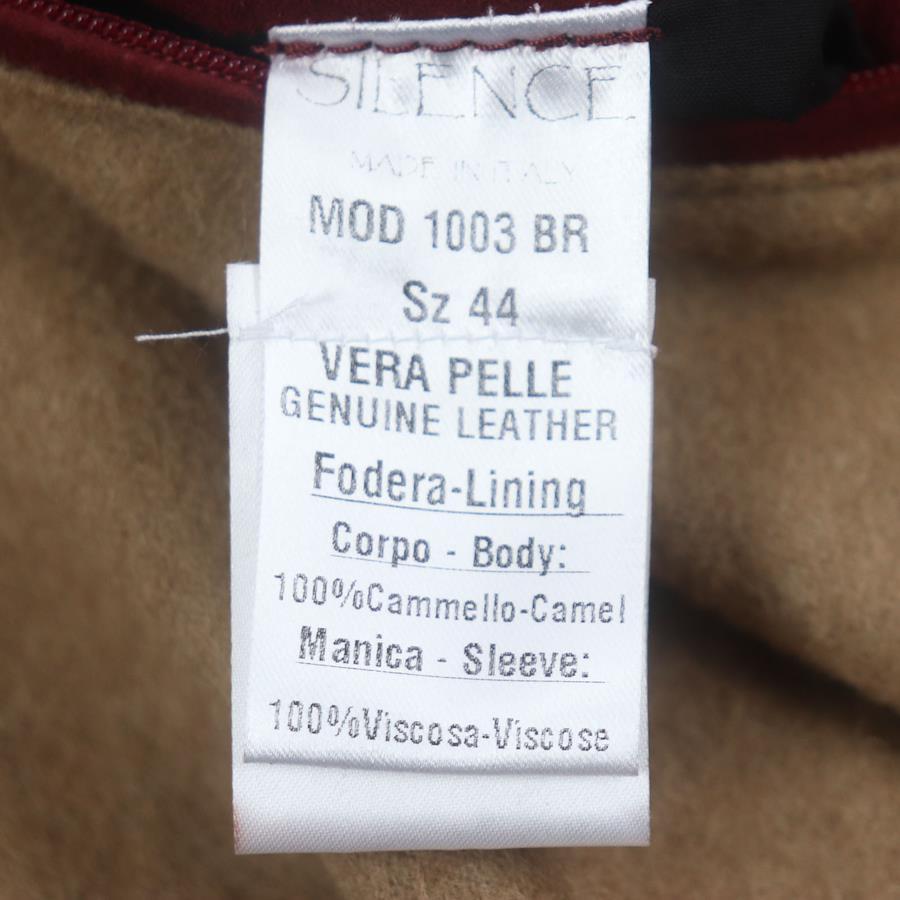 SILENCE
MADE IN ITALY
MOD 1003 BR
Sz 44
VERA PELLE
GENUINE LEATHER
Fodera-Lining
Corpo - Body:
100%Cammello-Camel
Manica - Sleeve:
100%Viscosa-Viscose